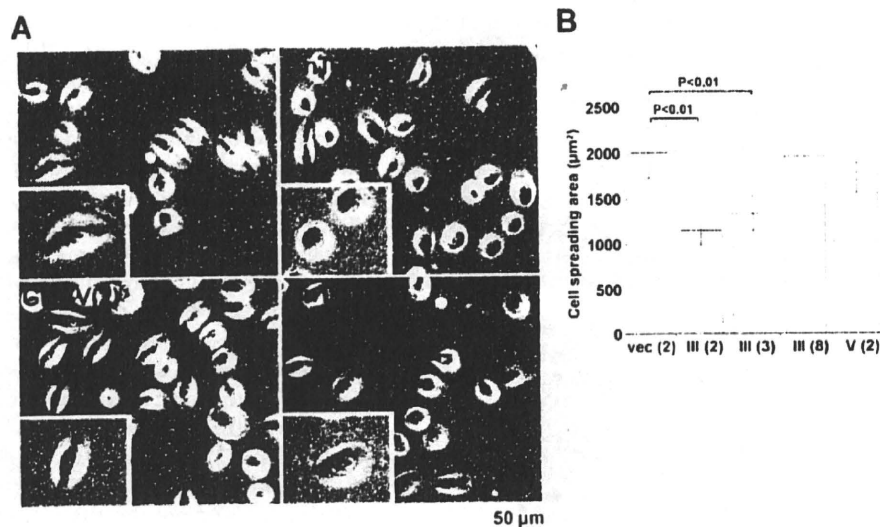 A
B
P<0.01
P<0.01
2500
2000
1500
1000
500
0
Cell spreading area (µm²)
vec (2) III (2) III (3) III (8) V (2)
50 µm